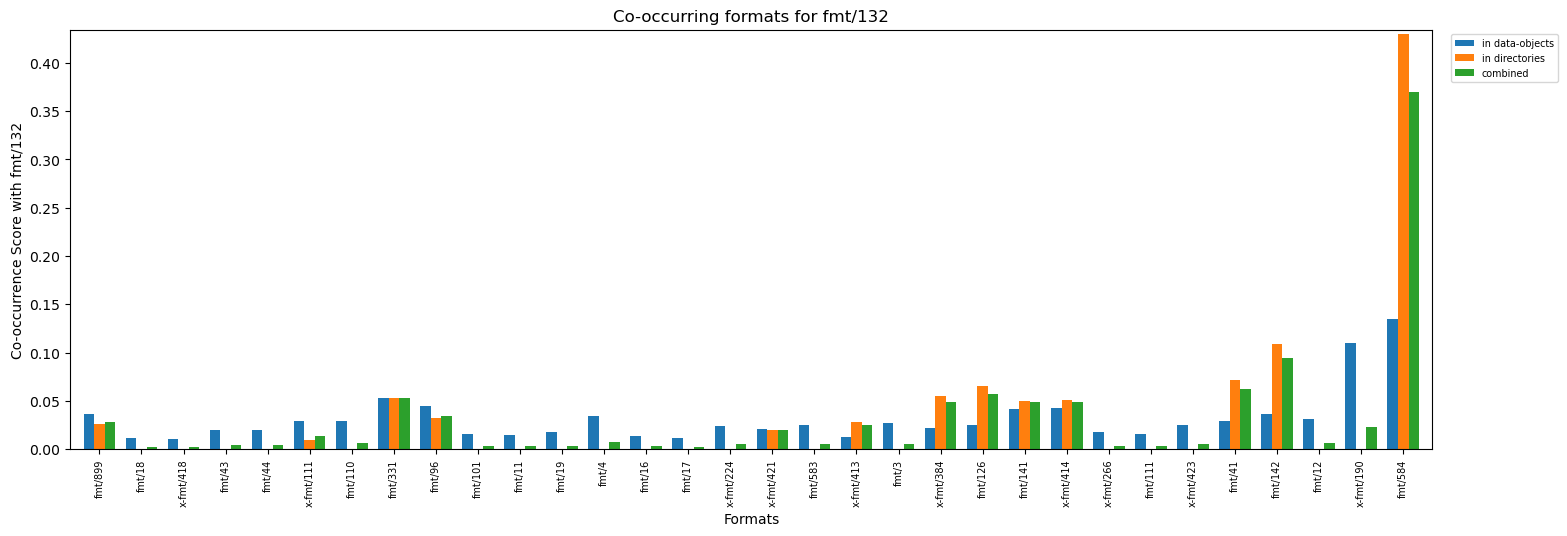 Co-occurring formats for fmt/132
in data-objects
in directories
combined
Co-occurrence Score with fmt/132
0.40
0.35
0.30
0.25
0.20
0.15
0.10
0.05
0.00
fmt/899
fmt/18
x-fmt/418
fmt/43
fmt/44
x-fmt/111
fmt/110
fmt/331
fmt/96
fmt/101
fmt/11
fmt/19
fmt/4
fmt/16
fmt/17
x-fmt/224
x-fmt/421
fmt/583
x-fmt/413
fmt/3
x-fmt/384
fmt/126
fmt/141
x-fmt/414
x-fmt/266
fmt/111
x-fmt/423
fmt/41
fmt/142
fmt/12
x-fmt/190
fmt/584
Formats